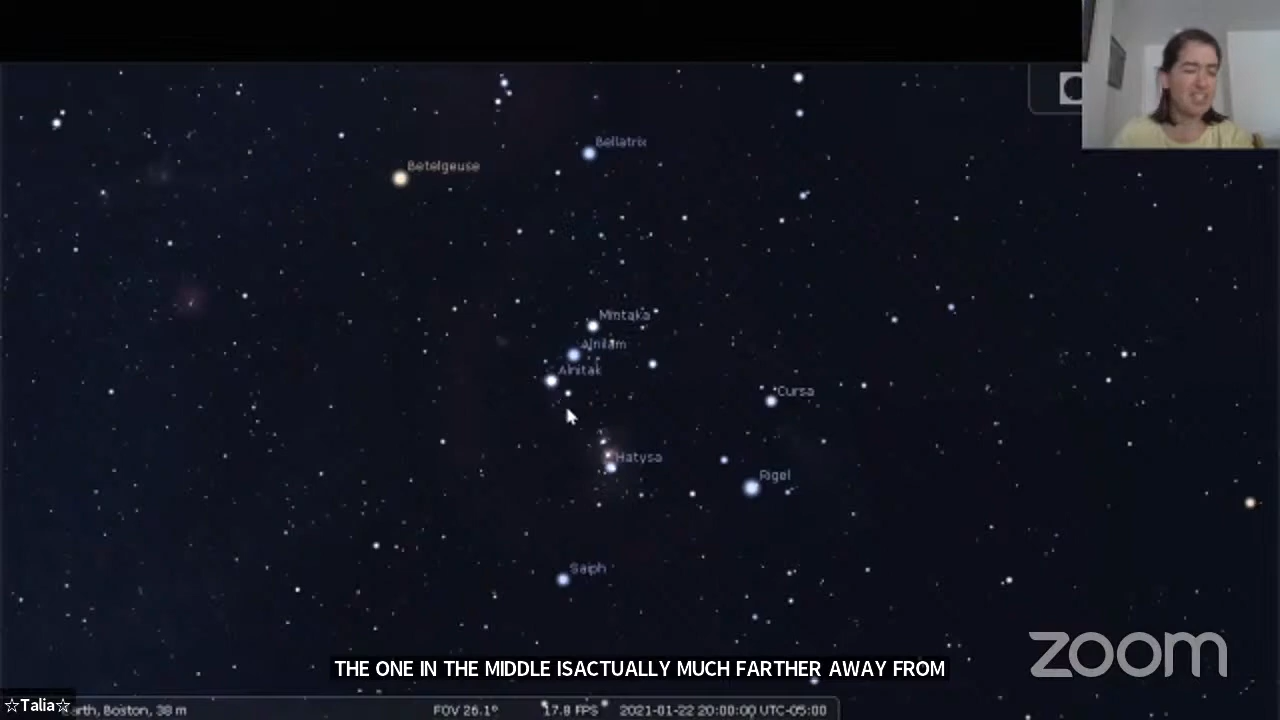 Bellatrix
Betelgeuse
Mintaka
Alnilam
Alnitak
Cursa
Hatysa
Rigel
Saiph
zoom
THE ONE IN THE MIDDLE ISACTUALLY MUCH FARTHER AWAY FROM
☆Talia☆
arth, Boston, 38 m FOV 26.1° 17.8 FPS 2021-01-22 20:00:00 UTC-05:00